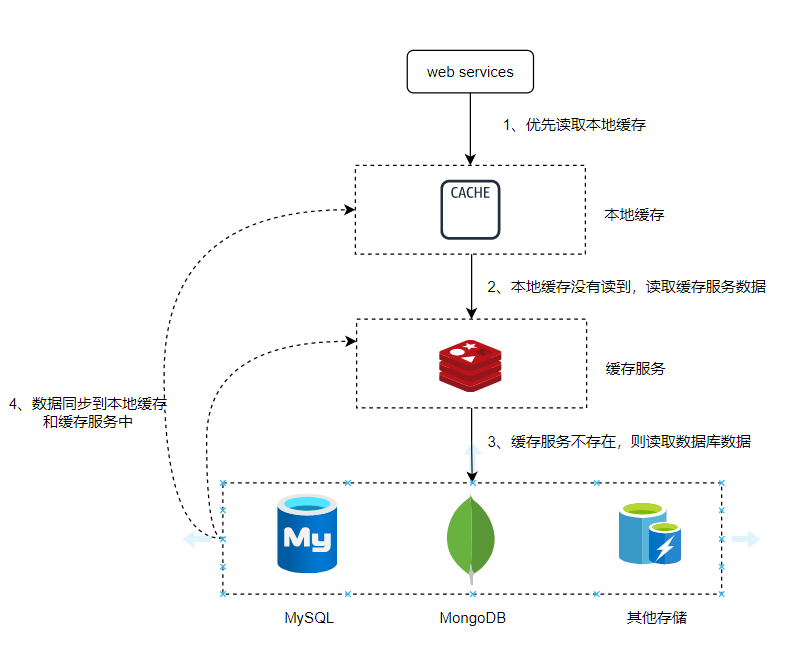 web services
1、优先读取本地缓存
CACHE
本地缓存
2、本地缓存没有读到，读取缓存服务数据
缓存服务
4、数据同步到本地缓存
和缓存服务中
3、缓存服务不存在，则读取数据库数据
My
MySQL
MongoDB
其他存储